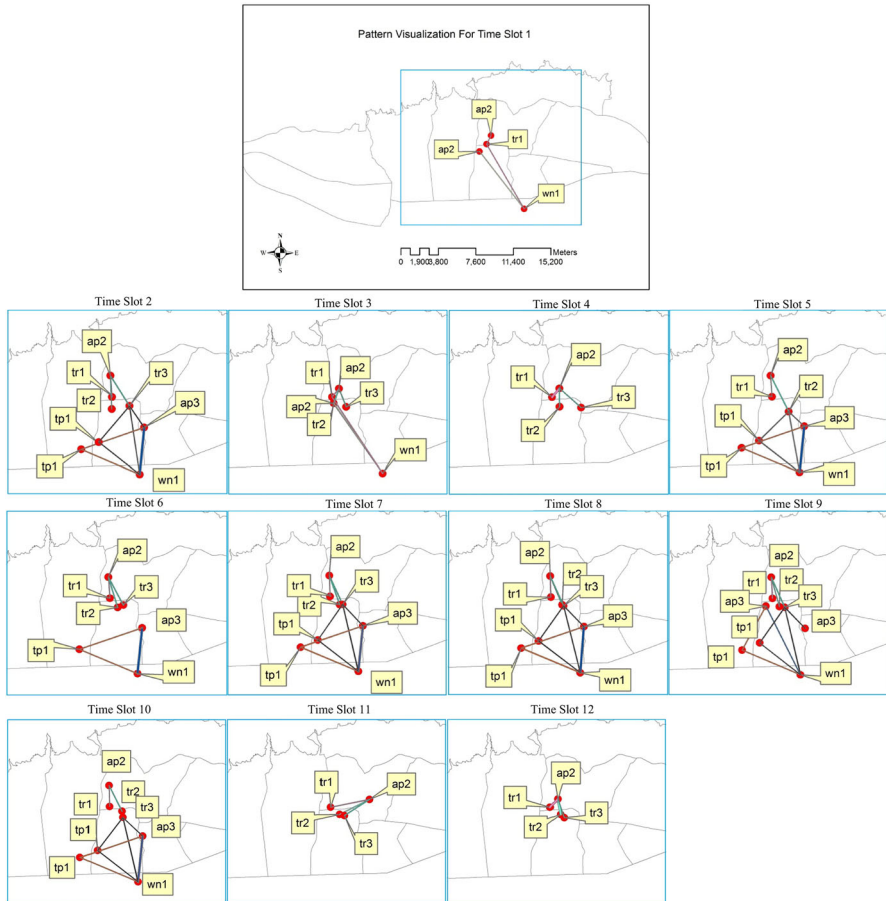 Pattern Visualization For Time Slot 1
ap2
tr1
ap2
wn1
N
W E
S
Meters
0 1,900 3,800 7,600 11,400 15,200
Time Slot 2
ap2
tr1
tr3
tr2
ap3
tp1
tp1
wn1
Time Slot 3
tr1
ap2
ap2
tr3
tr2
wn1
Time Slot 4
ap2
tr1
tr3
tr2
Time Slot 5
ap2
tr1
tr2
tp1
ap3
tp1
wn1
Time Slot 6
ap2
tr1
tr3
tr2
ap3
tp1
wn1
Time Slot 7
ap2
tr1
tr3
tr2
tp1
ap3
tp1
wn1
Time Slot 8
ap2
tr2
tr1
tr3
tp1
ap3
tp1
wn1
Time Slot 9
ap2
tr1
tr2
ap3
tr3
tp1
ap3
tp1
wn1
Time Slot 10
ap2
tr2
tr1
tr3
tp1
ap3
tp1
wn1
Time Slot 11
tr1
ap2
tr2
tr3
Time Slot 12
ap2
tr1
tr2
tr3